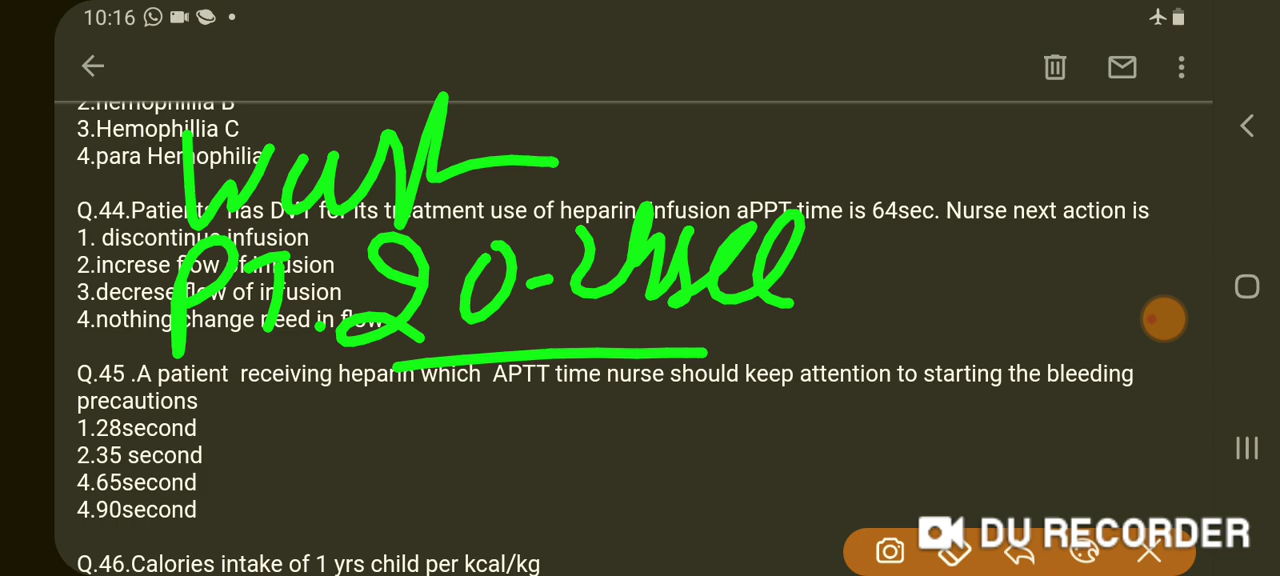 10:16
2.hemophillia B
3.Hemophillia C
4.para Hemophilia
Q.44.Patients has DVT for its treatment use of heparin infusion aPPT time is 64sec. Nurse next action is
1. discontinue infusion
2.increse flow of infusion
3.decrese flow of infusion
4.nothing change need in flow
PT. 20-
Q.45 .A patient receiving heparin which APTT time nurse should keep attention to starting the bleeding
precautions
1.28second
2.35 second
4.65second
4.90second
Q.46.Calories intake of 1 yrs child per kcal/kg
DU RECORDER